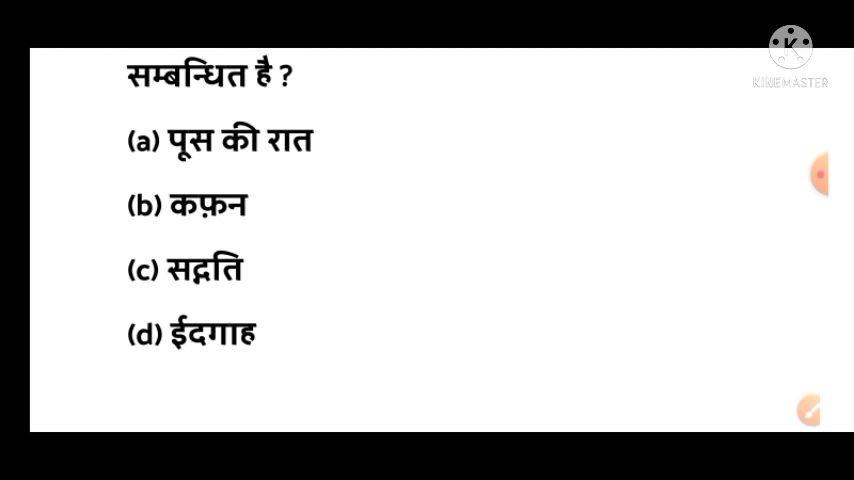 सम्बन्धित है ?
(a) पूस की रात
(b) कफ़न
(c) सद्गति
(d) ईदगाह
K
KINEMASTER